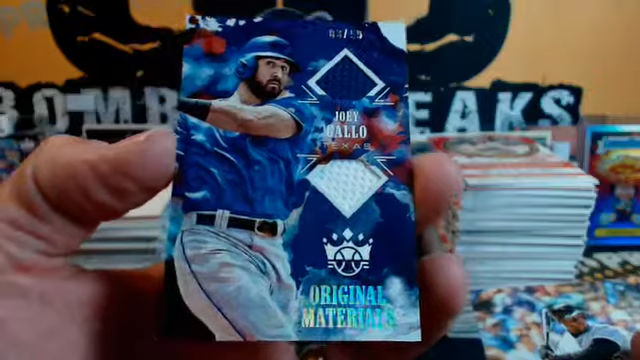 BOMB
EAKS
JOEY
GALLO
TEXAS
ORIGINAL
MATERIALS